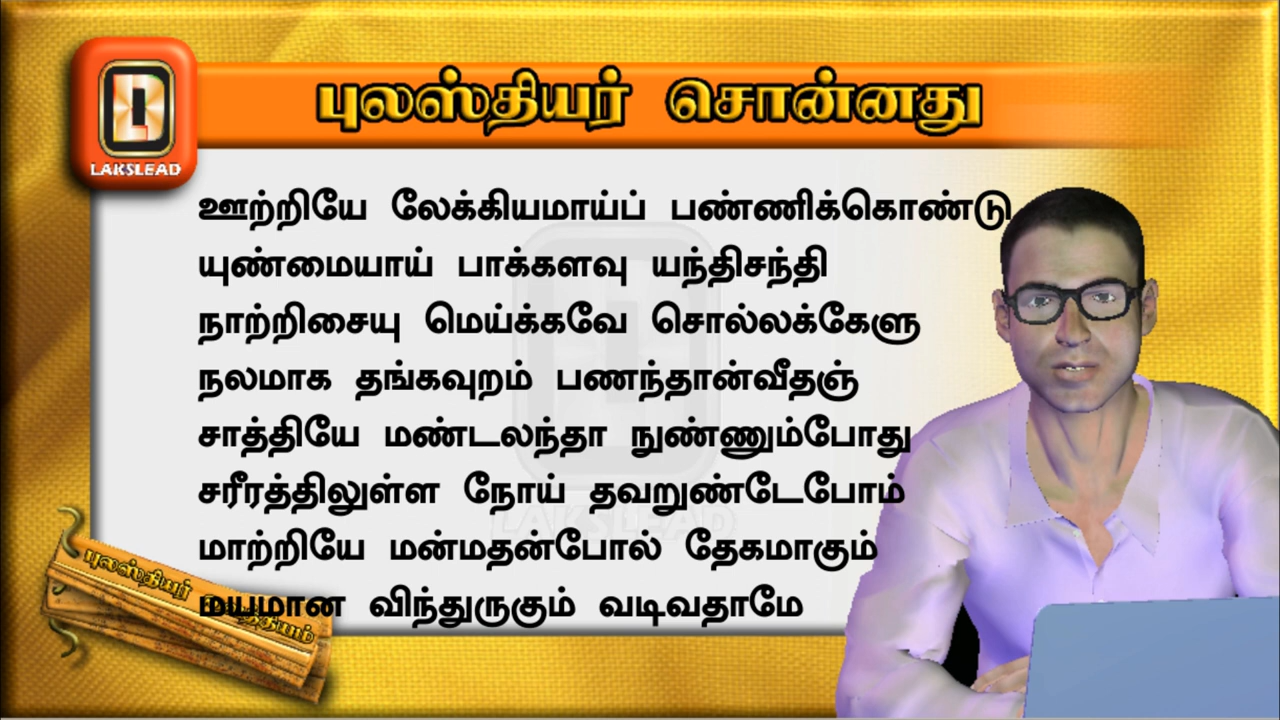 புலஸ்தியர் சொன்னது
LAKSLEAD
ஊற்றியே லேக்கியமாய்ப் பண்ணிக்கொண்டு
யுண்மையாய் பாக்களவு யந்திசந்தி
நாற்றிசையு மெய்க்கவே சொல்லக்கேளு
நலமாக தங்கவுறம் பணந்தான்வீதஞ்
சாத்தியே மண்டலந்தா நுண்ணும்போது
சரீரத்திலுள்ள நோய் தவறுண்டேபோம்
மாற்றியே மன்மதன்போல் தேகமாகும்
மயமான விந்துருகும் வடிவதாமே
LAKSLEAD
புலஸ்தியர்